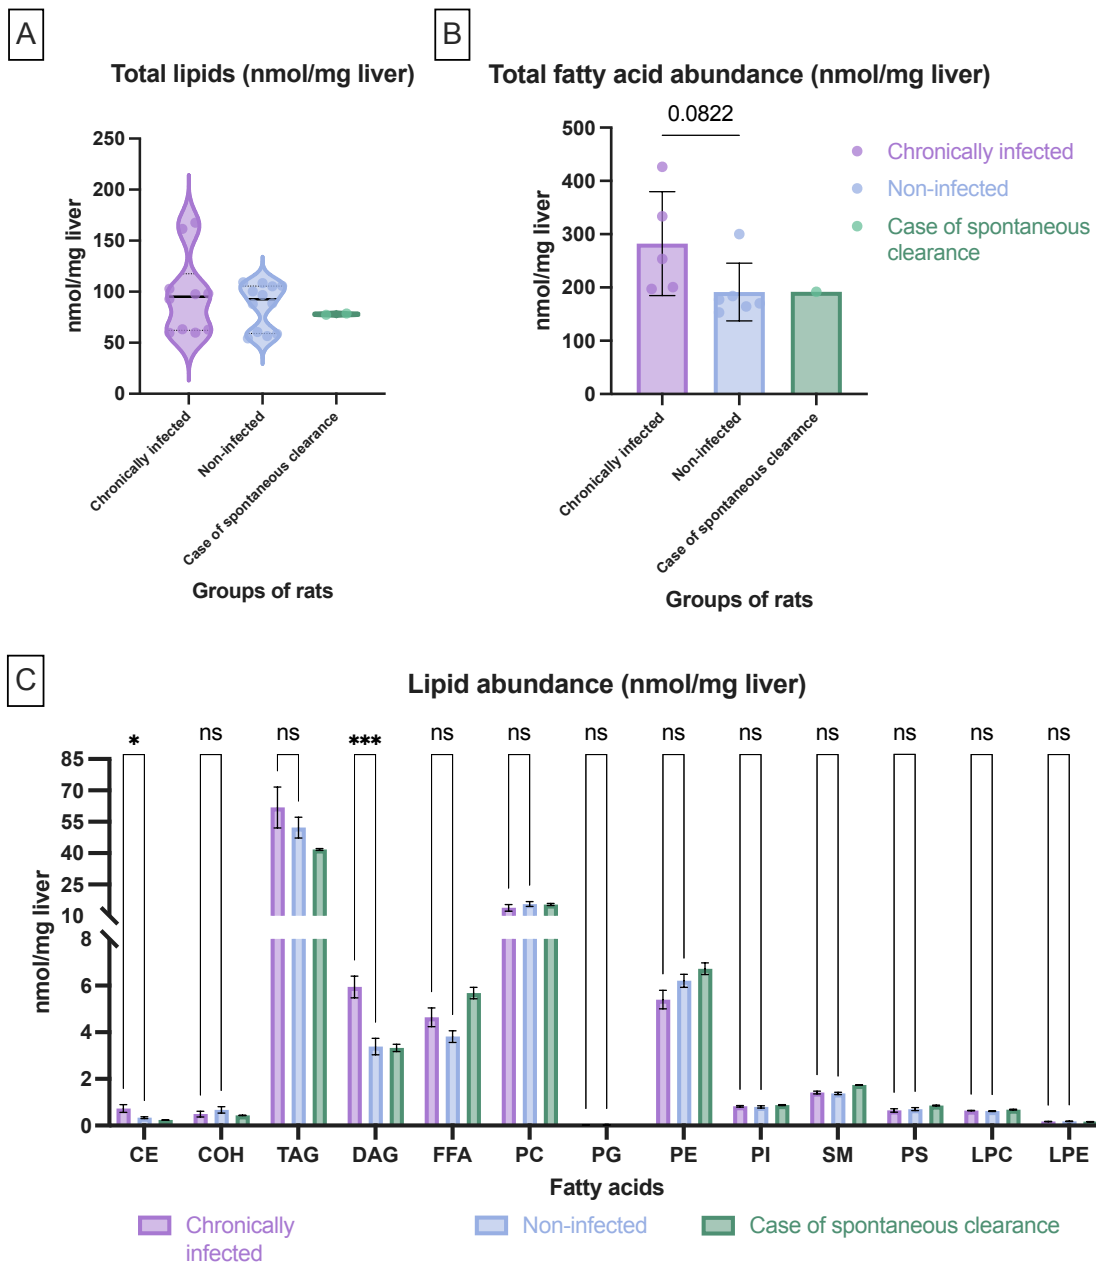 A
Total lipids (nmol/mg liver)
nmol/mg liver
250
200
150
100
50
0
Chronically infected
Non-infected
Case of spontaneous clearance
Groups of rats
B
Total fatty acid abundance (nmol/mg liver)
0.0822
nmol/mg liver
500
400
300
200
100
0
Chronically infected
Non-infected
Case of spontaneous clearance
Groups of rats
Chronically infected
Non-infected
Case of spontaneous
clearance
C
Lipid abundance (nmol/mg liver)
* ns ns *** ns ns ns ns ns ns ns ns ns
nmol/mg liver
85
70
55
40
25
10
8
6
4
2
0
CE COH TAG DAG FFA PC PG PE PI SM PS LPC LPE
Fatty acids
Chronically
infected
Non-infected
Case of spontaneous clearance